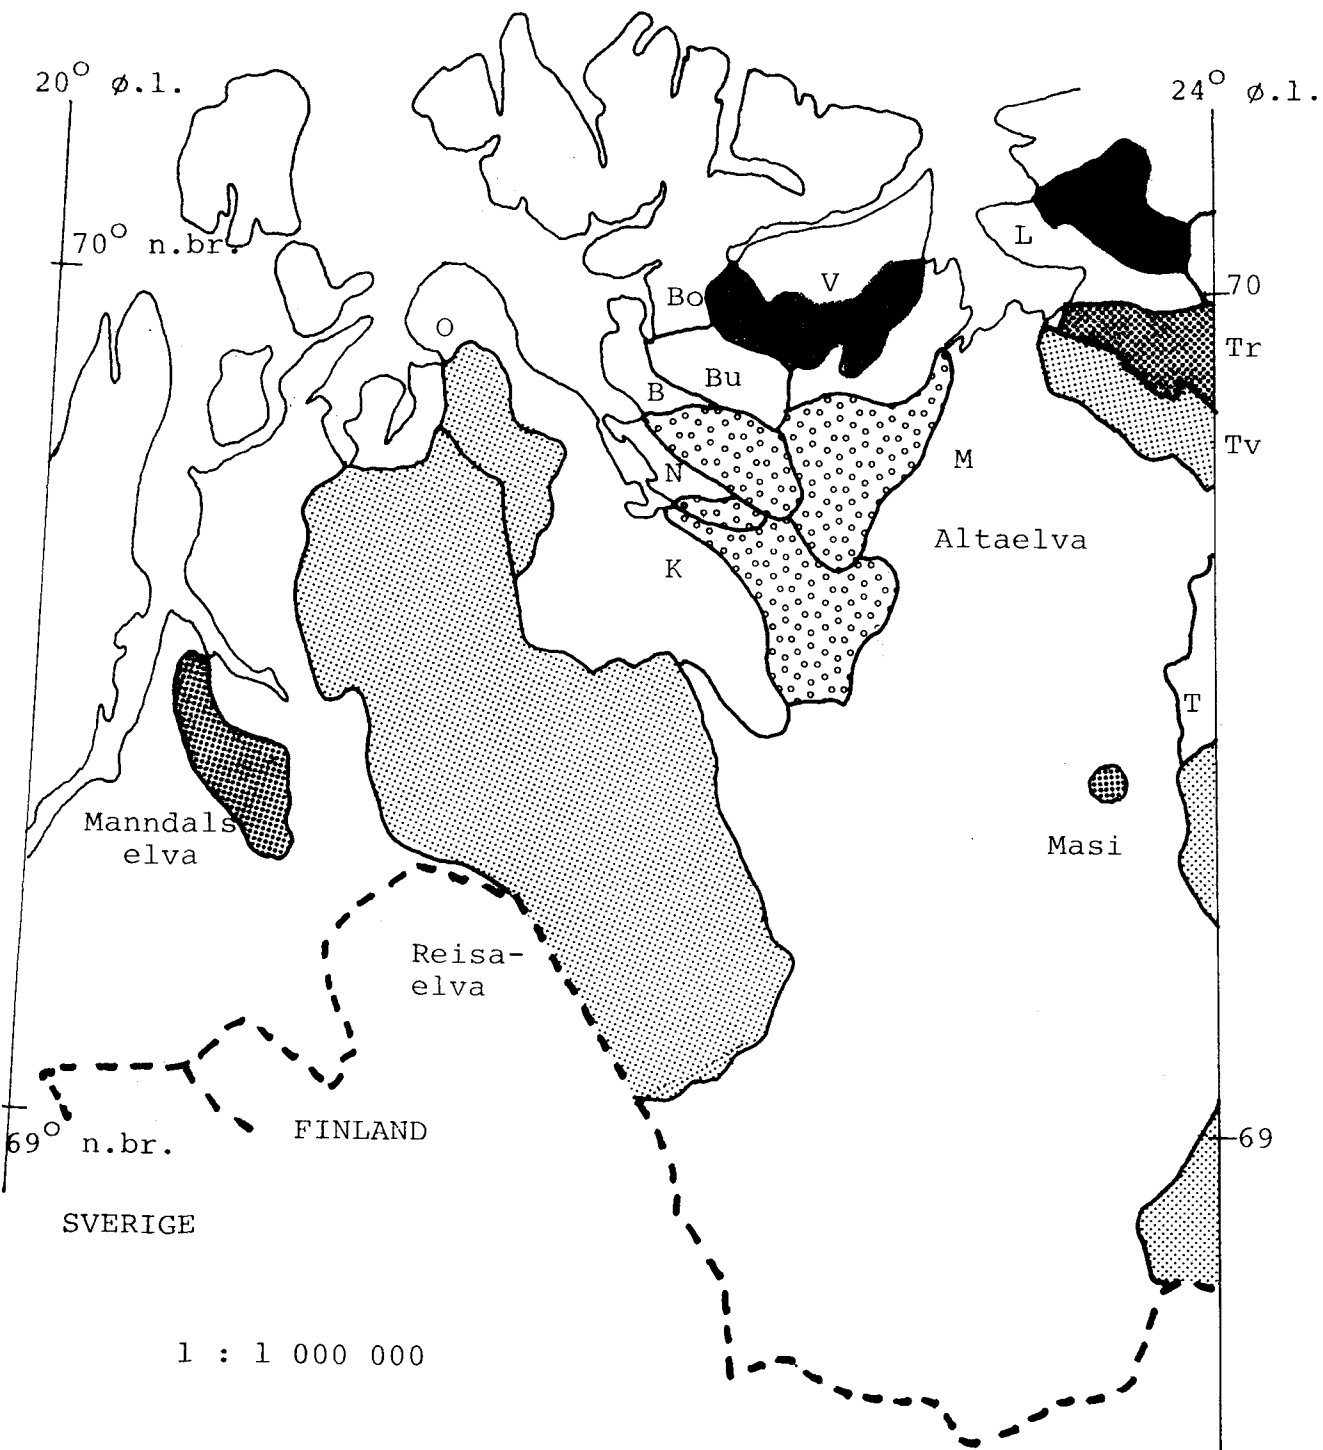 20° ø.l.
24° ø.l.
70° n.br.
L
70
Bo
V
O
Tr
B
Bu
Tv
N
M
Altaelva
K
T
Manndals
elva
Masi
Reisa-
elva
69° n.br.
FINLAND
69
SVERIGE
1 : 1 000 000